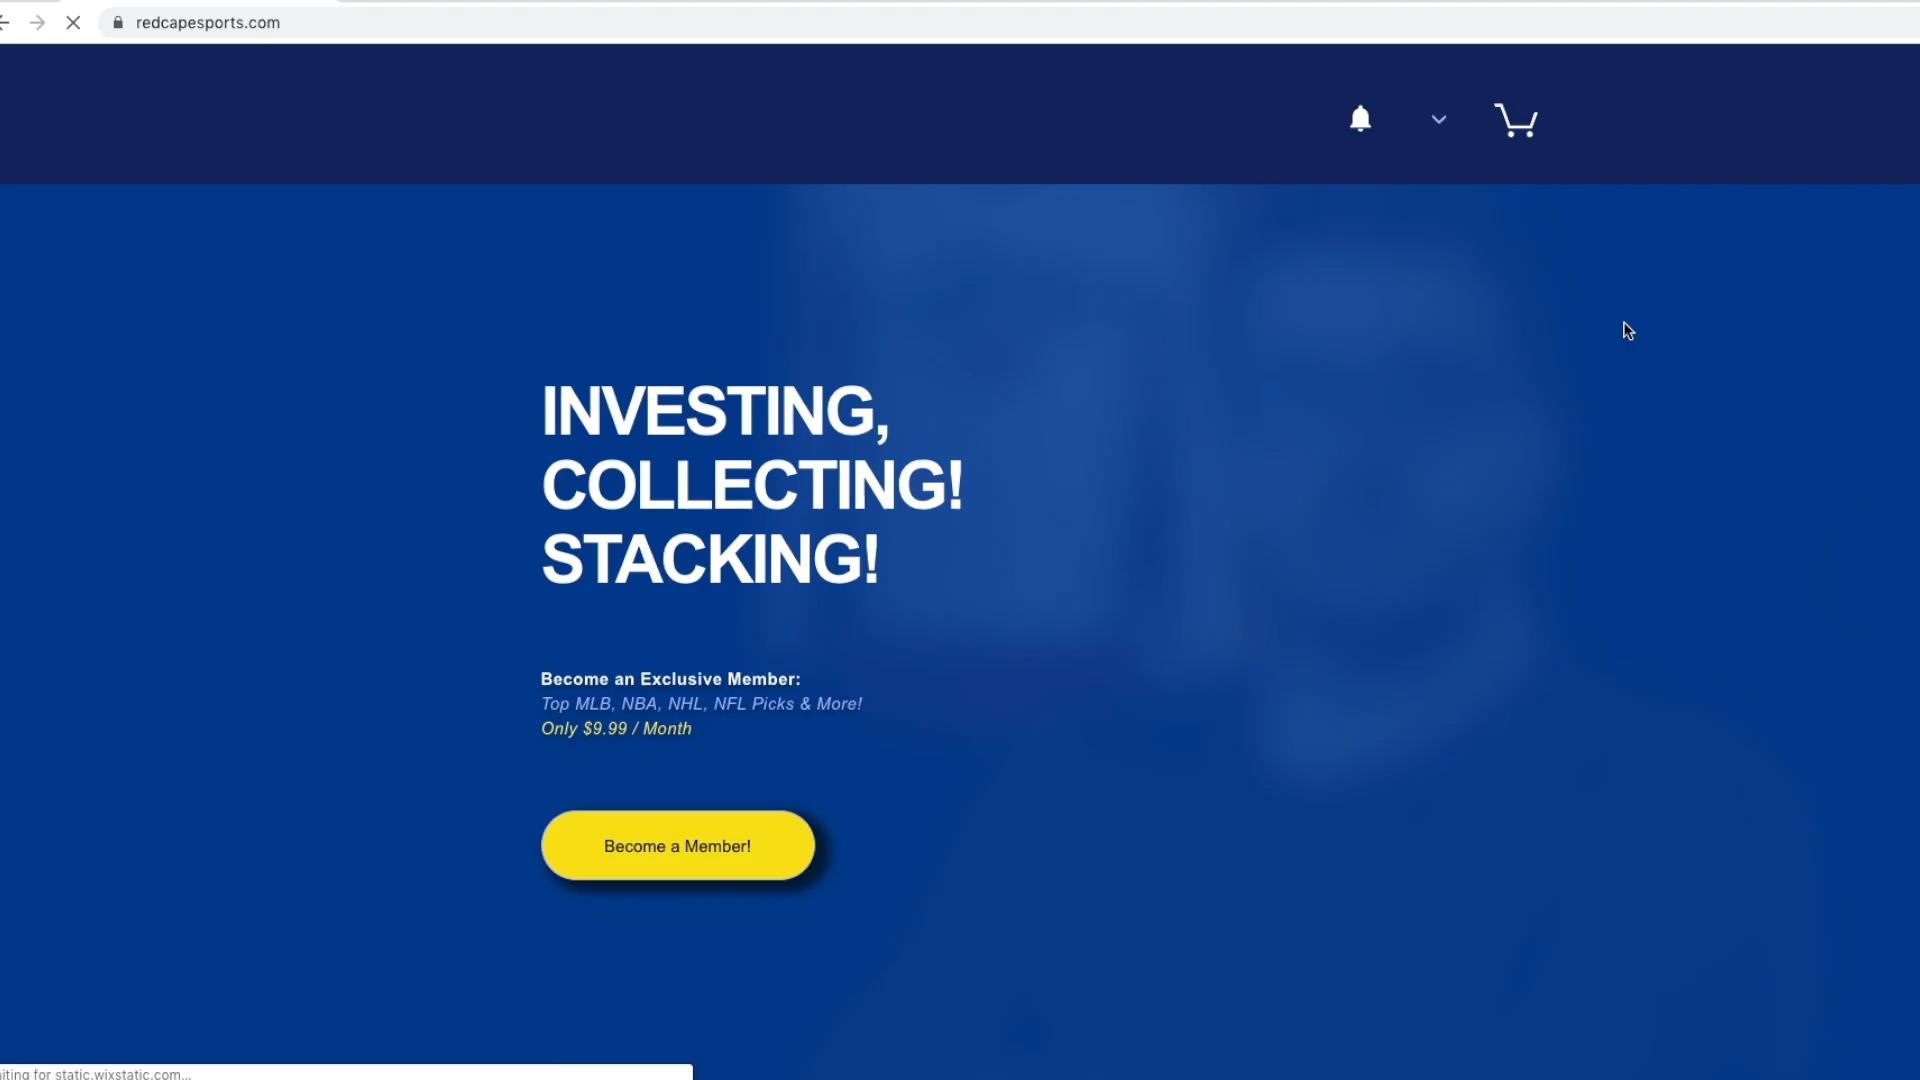 redcapesports.com
INVESTING,
COLLECTING!
STACKING!
Become an Exclusive Member:
Top MLB, NBA, NHL, NFL Picks & More!
Only $9.99 / Month
Become a Member!
iting for static.wixstatic.com...